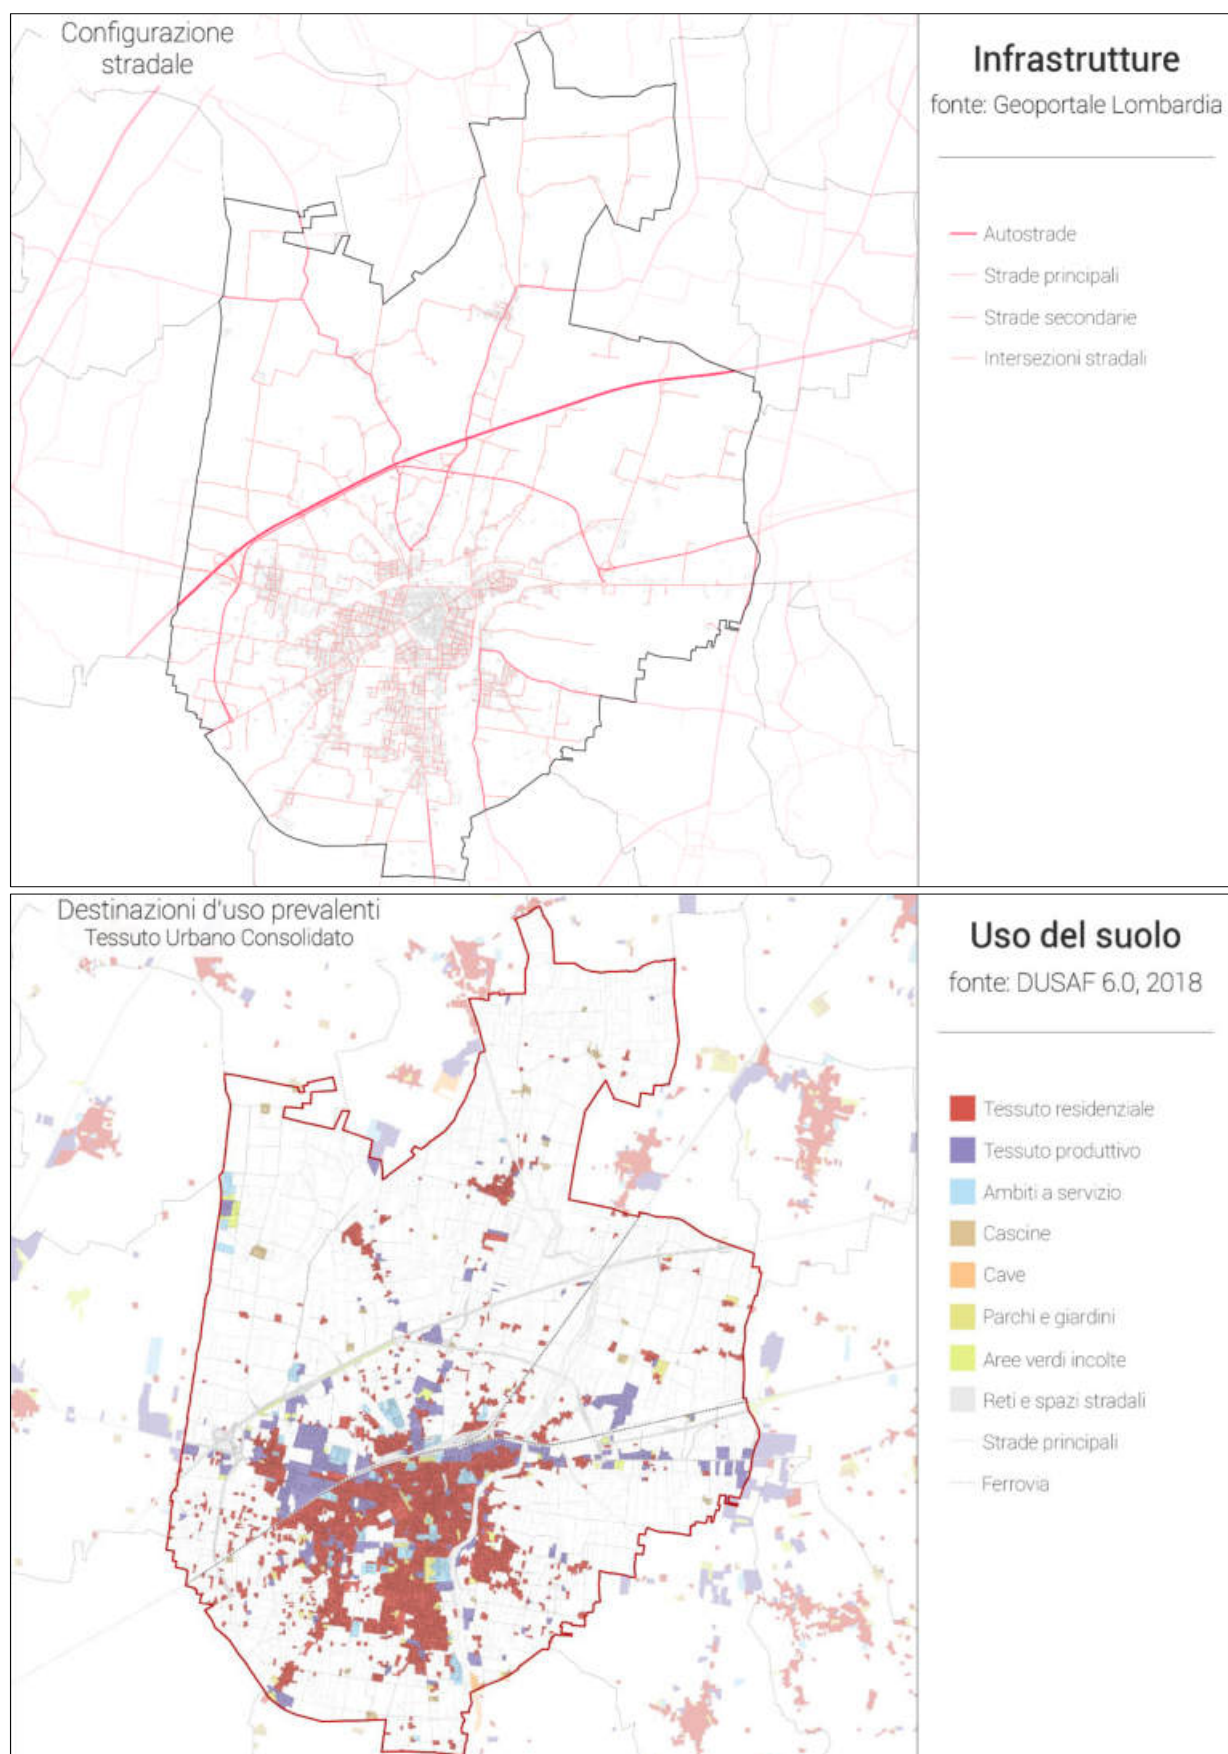 Configurazione
stradale
Infrastrutture
fonte: Geoportale Lombardia
Autostrade
Strade principali
Strade secondarie
Intersezioni stradali
Destinazioni d'uso prevalenti
Tessuto Urbano Consolidato
Uso del suolo
fonte: DUSAF 6.0, 2018
Tessuto residenziale
Tessuto produttivo
Ambiti a servizio
Cascine
Cave
Parchi e giardini
Aree verdi incolte
Reti e spazi stradali
Strade principali
Ferrovia